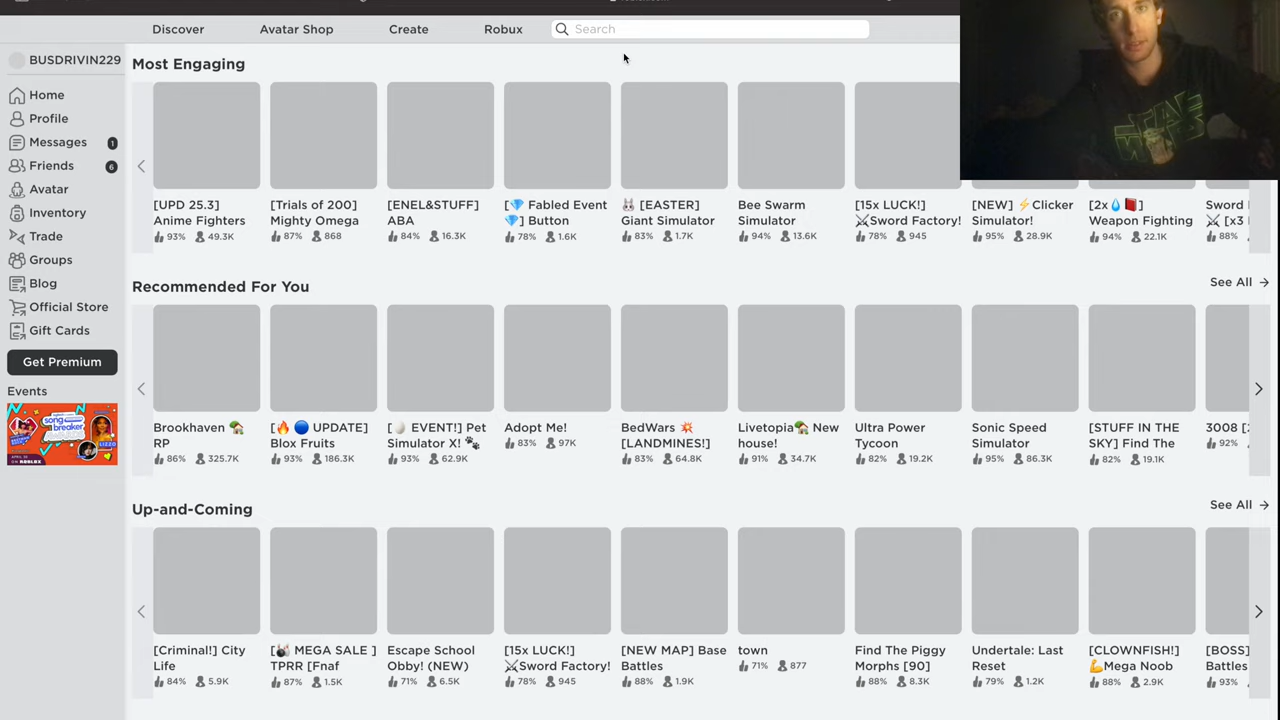 Discover Avatar Shop Create Robux Search
BUSDRIVIN229
Home
Profile
Messages 1
Friends 6
Avatar
Inventory
Trade
Groups
Blog
Official Store
Gift Cards
Get Premium
Events
song
breaker
AWARDS
LIZZO
ON ROBLOX
Most Engaging
[UPD 25.3] [Trials of 200] [ENEL&STUFF] [💎 Fabled Event 🐰 [EASTER] Bee Swarm [15x LUCK!] [NEW] ⚡Clicker [2x💧📕] Sword
Anime Fighters Mighty Omega ABA 💎] Button Giant Simulator Simulator ⚔Sword Factory! Simulator! Weapon Fighting ⚔ [x3
93% 49.3K 87% 868 84% 16.3K 78% 1.6K 83% 1.7K 94% 13.6K 78% 945 95% 28.9K 94% 22.1K 88%
Recommended For You See All →
Brookhaven 🏡 [🔥 🔵 UPDATE] [🥚 EVENT!] Pet Adopt Me! BedWars 💥 Livetopia🏡 New Ultra Power Sonic Speed [STUFF IN THE 3008 [2
RP Blox Fruits Simulator X! 🐾 83% 97K [LANDMINES!] house! Tycoon Simulator SKY] Find The 92%
86% 325.7K 93% 186.3K 93% 62.9K 83% 64.8K 91% 34.7K 82% 19.2K 95% 86.3K 82% 19.1K
Up-and-Coming See All →
[Criminal!] City [💣 MEGA SALE ] Escape School [15x LUCK!] [NEW MAP] Base town Find The Piggy Undertale: Last [CLOWNFISH!] [BOSS]
Life TPRR [Fnaf Obby! (NEW) ⚔Sword Factory! Battles 71% 877 Morphs [90] Reset 💪Mega Noob Battles
84% 5.9K 87% 1.5K 71% 6.5K 78% 945 88% 1.9K 88% 8.3K 79% 1.2K 88% 2.9K 93%